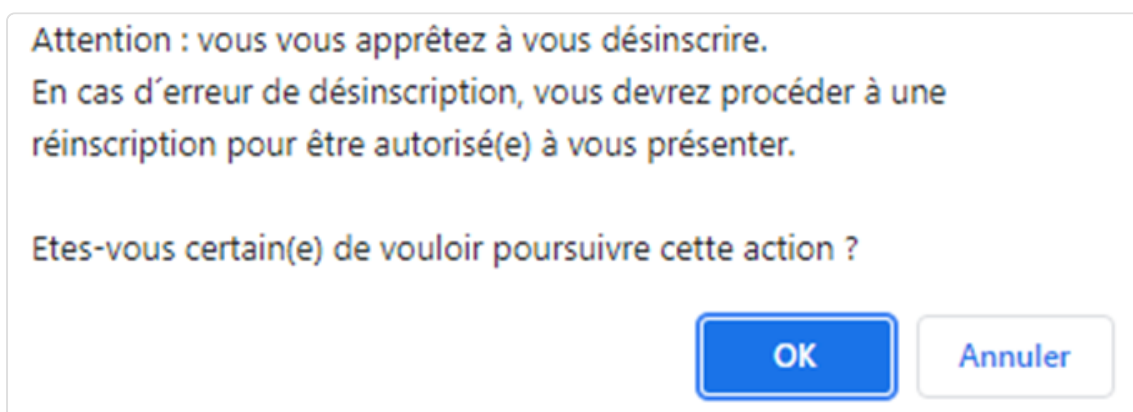 Attention : vous vous apprêtez à vous désinscrire.
En cas d´erreur de désinscription, vous devrez procéder à une
réinscription pour être autorisé(e) à vous présenter.
Etes-vous certain(e) de vouloir poursuivre cette action ?
OK
Annuler